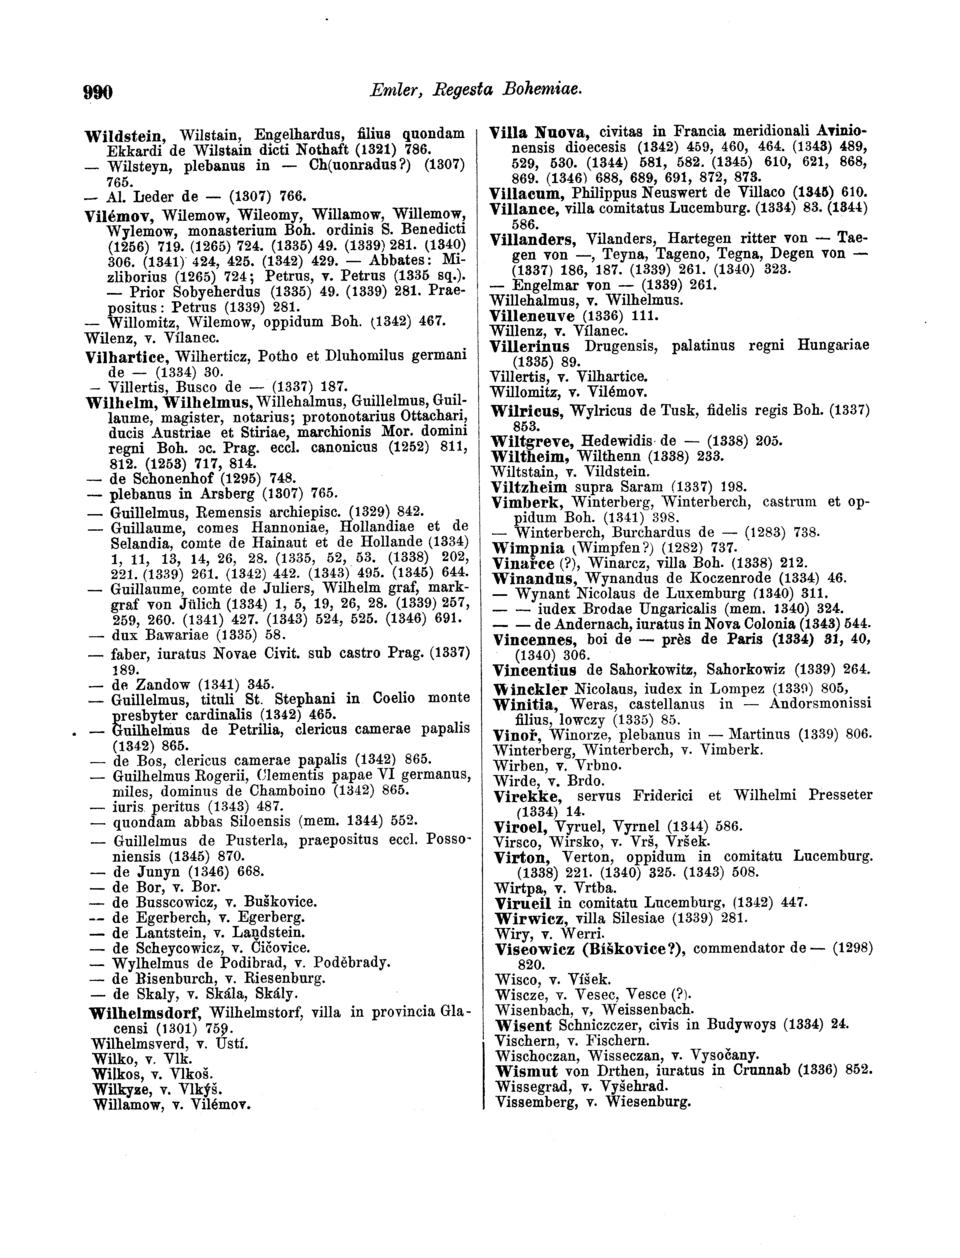 990
Emler, Regesta Bohemiae.
Wildstein, Wilstain, Engelhardus, filius quondam
Ekkardi de Wilstain dicti Nothaft (1321) 786.
— Wilsteyn, plebanus in — Ch(uonradus?) (1307)
765.
— Al. Leder de — (1307) 766.
Vilémov, Wilemow, Wileomy, Willamow, Willemow,
Wylemow, monasterium Boh. ordinis S. Benedicti
(1256) 719. (1265) 724. (1335) 49. (1339) 281. (1340)
306. (1341) 424, 425. (1342) 429. — Abbates: Mi-
zliborius (1265) 724; Petrus, v. Petrus (1335 sq.).
— Prior Sobyeherdus (1335) 49. (1339) 281. Prae-
positus: Petrus (1339) 281.
— Willomitz, Wilemow, oppidum Boh. (1342) 467.
Wilenz, v. Vílanec.
Vilhartice, Wilherticz, Potho et Dluhomilus germani
de — (1334) 30.
— Villertis, Busco de — (1337) 187.
Wilhelm, Wilhelmus, Willehalmus, Guillelmus, Guil-
laume, magister, notarius; protonotarius Ottachari,
ducis Austriae et Stiriae, marchionis Mor. domini
regni Boh. oc. Prag. eccl. canonicus (1252) 811,
812. (1253) 717, 814.
— de Schonenhof (1295) 748.
— plebanus in Arsberg (1307) 765.
— Guillelmus, Remensis archiepisc. (1329) 842.
— Guillaume, comes Hannoniae, Hollandiae et de
Selandia, comte de Hainaut et de Hollande (1334)
1, 11, 13, 14, 26, 28. (1335, 52, 53. (1338) 202,
221. (1339) 261. (1342) 442. (1343) 495. (1345) 644.
— Guillaume, comte de Juliers, Wilhelm graf, mark-
graf von Jülich (1334) 1, 5, 19, 26, 28. (1339) 257,
259, 260. (1341) 427. (1343) 524, 525. (1346) 691.
— dux Bawariae (1335) 58.
— faber, iuratus Novae Civit. sub castro Prag. (1337)
189.
— de Zandow (1341) 345.
— Guillelmus, tituli St. Stephani in Coelio monte
presbyter cardinalis (1342) 465.
— Guilhelmus de Petrilia, clericus camerae papalis
(1342) 865.
— de Bos, clericus camerae papalis (1342) 865.
— Guilhelmus Rogerii, Clementis papae VI germanus,
miles, dominus de Chamboino (1342) 865.
— iuris peritus (1343) 487.
— quondam abbas Siloensis (mem. 1344) 552.
— Guillelmus de Pusterla, praepositus eccl. Posso-
niensis (1345) 870.
— de Junyn (1346) 668.
— de Bor, v. Bor.
— de Busscowicz, v. Buškovice.
— de Egerberch, v. Egerberg.
— de Lantstein, v. Landstein.
— de Scheycowicz, v. Čičovice.
— Wylhelmus de Podibrad, v. Poděbrady.
— de Bisenburch, v. Riesenburg.
— de Skaly, v. Skála, Skály.
Wilhelmsdorf, Wilhelmstorf, villa in provincia Gla-
censi (1301) 759.
Wilhelmsverd, v. Ústí.
Wilko, v. Vlk.
Wilkos, v. Vlkoš.
Wilkyze, v. Vlkýš.
Willamow, v. Vilémov.
Villa Nuova, civitas in Francia meridionali Avinio-
nensis dioecesis (1342) 459, 460, 464. (1343) 489,
529, 530. (1344) 581, 582. (1345) 610, 621, 868,
869. (1346) 688, 689, 691, 872, 873.
Villacum, Philippus Neuswert de Villaco (1345) 610.
Villance, villa comitatus Lucemburg. (1334) 83. (1344)
586.
Villanders, Vilanders, Hartegen ritter von — Tae-
gen von —, Teyna, Tageno, Tegna, Degen von —
(1337) 186, 187. (1339) 261. (1340) 323.
— Engelmar von — (1339) 261.
Willehalmus, v. Wilhelmus.
Villeneuve (1336) 111.
Willenz, v. Vílanec.
Villerinus Drugensis, palatinus regni Hungariae
(1335) 89.
Villertis, v. Vilhartice.
Willomitz, v. Vilémov.
Wilricus, Wylricus de Tusk, fidelis regis Boh. (1337)
853.
Wiltgreve, Hedewidis de — (1338) 205.
Wiltheim, Wilthenn (1338) 233.
Wiltstain, v. Vildstein.
Viltzheim supra Saram (1337) 198.
Vimberk, Winterberg, Winterberch, castrum et op-
pidum Boh. (1341) 398.
— Winterberch, Burchardus de — (1283) 738.
Wimpnia (Wimpfen?) (1282) 737.
Vinařce (?), Winarcz, villa Boh. (1338) 212.
Winandus, Wynandus de Koczenrode (1334) 46.
— Wynant Nicolaus de Luxemburg (1340) 311.
— — iudex Brodae Ungaricalis (mem. 1340) 324.
— — de Andernach, iuratus in Nova Colonia (1343) 544.
Vincennes, boi de — près de Paris (1334) 31, 40,
(1340) 306.
Vincentius de Sahorkowitz, Sahorkowiz (1339) 264.
Winckler Nicolaus, iudex in Lompez (1339) 805,
Winitia, Weras, castellanus in — Andorsmonissi
filius, lowczy (1335) 85.
Vinoř, Winorze, plebanus in — Martinus (1339) 806.
Winterberg, Winterberch, v. Vimberk.
Wirben, v. Vrbno.
Wirde, v. Brdo.
Virekke, servus Friderici et Wilhelmi Presseter
(1334) 14.
Viroel, Vyruel, Vyrnel (1344) 586.
Virsco, Wirsko, v. Vrš, Vršek.
Virton, Verton, oppidum in comitatu Lucemburg.
(1338) 221. (1340) 325. (1343) 508.
Wirtpa, v. Vrtba.
Virueil in comitatu Lucemburg, (1342) 447.
Wirwicz, villa Silesiae (1339) 281.
Wiry, v. Werri.
Viseowicz (Bíškovice?), commendator de — (1298)
820.
Wisco, v. Víšek.
Wiscze, v. Vesec, Vesce (?).
Wisenbach, v, Weissenbach.
Wisent Schniczczer, civis in Budywoys (1334) 24.
Vischern, v. Fischern.
Wischoczan, Wisseczan, v. Vysočany.
Wismut von Drthen, iuratus in Crunnab (1336) 852.
Wissegrad, v. Vyšehrad.
Vissemberg, v. Wiesenburg.